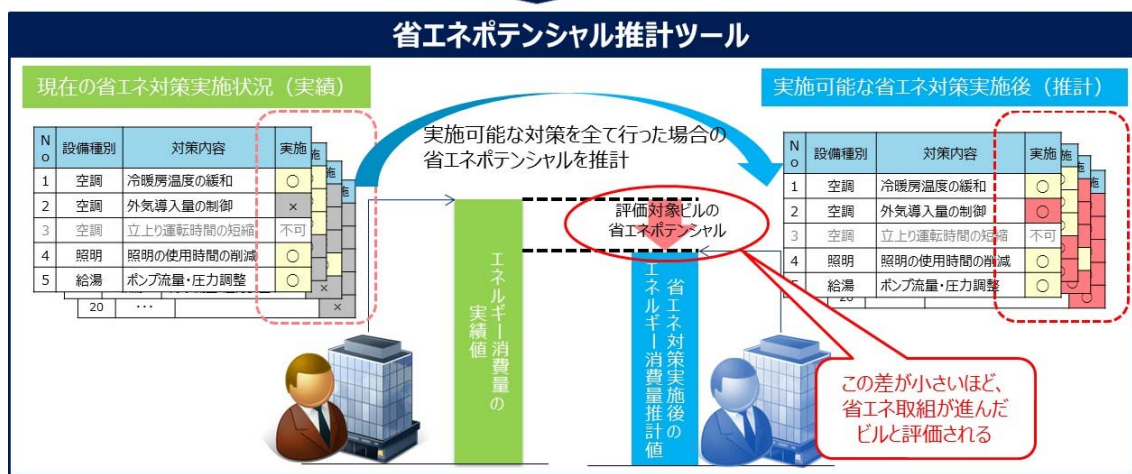 省エネポテンシャル推計ツール
現在の省エネ対策実施状況（実績）
実施可能な省エネ対策実施後（推計）
実施可能な対策を全て行った場合の
省エネポテンシャルを推計
No 設備種別 対策内容 実施
1 空調 冷暖房温度の緩和 ○
2 空調 外気導入量の制御 ×
3 空調 立上り運転時間の短縮 不可
4 照明 照明の使用時間の削減 ○
5 給湯 ポンプ流量・圧力調整 ○
20 … ×
施
施
×
評価対象ビルの
省エネポテンシャル
エネルギー消費量の
実績値
省エネ対策実施後の
エネルギー消費量推計値
No 設備種別 対策内容 実施
1 空調 冷暖房温度の緩和 ○
2 空調 外気導入量の制御 ○
3 空調 立上り運転時間の短縮 不可
4 照明 照明の使用時間の削減 ○
5 給湯 ポンプ流量・圧力調整 ○
20
施
施
この差が小さいほど、
省エネ取組が進んだ
ビルと評価される